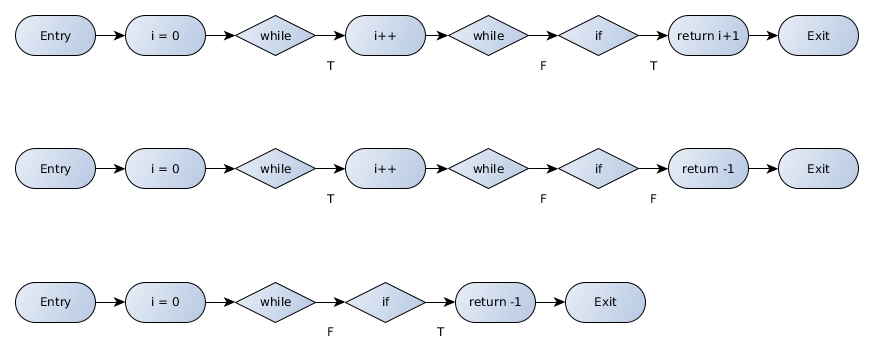 Entry i = 0 while i++ while if return i+1 Exit
T F T
Entry i = 0 while i++ while if return -1 Exit
T F F
Entry i = 0 while if return -1 Exit
F T